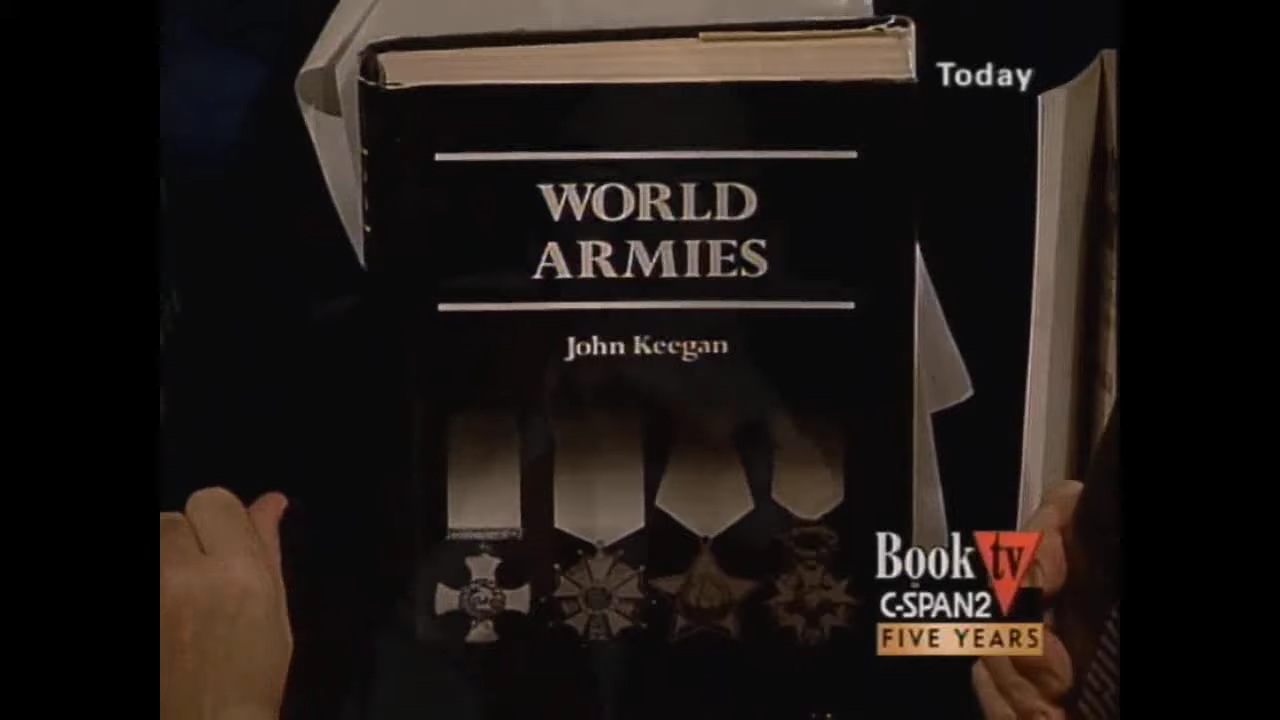 Today
WORLD
ARMIES
John Keegan
Book tv
C-SPAN2
FIVE YEARS